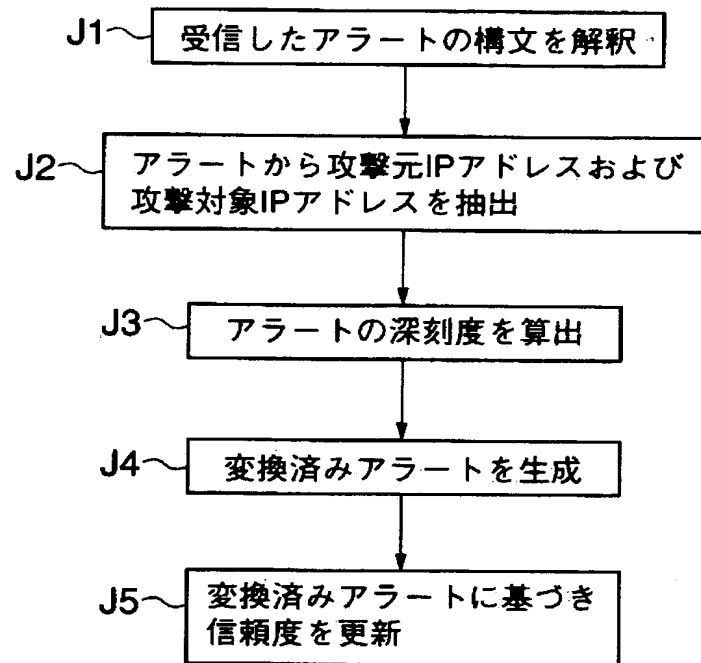 J1 受信したアラートの構文を解釈
J2 アラートから攻撃元IPアドレスおよび
攻撃対象IPアドレスを抽出
J3 アラートの深刻度を算出
J4 変換済みアラートを生成
J5 変換済みアラートに基づき
信頼度を更新